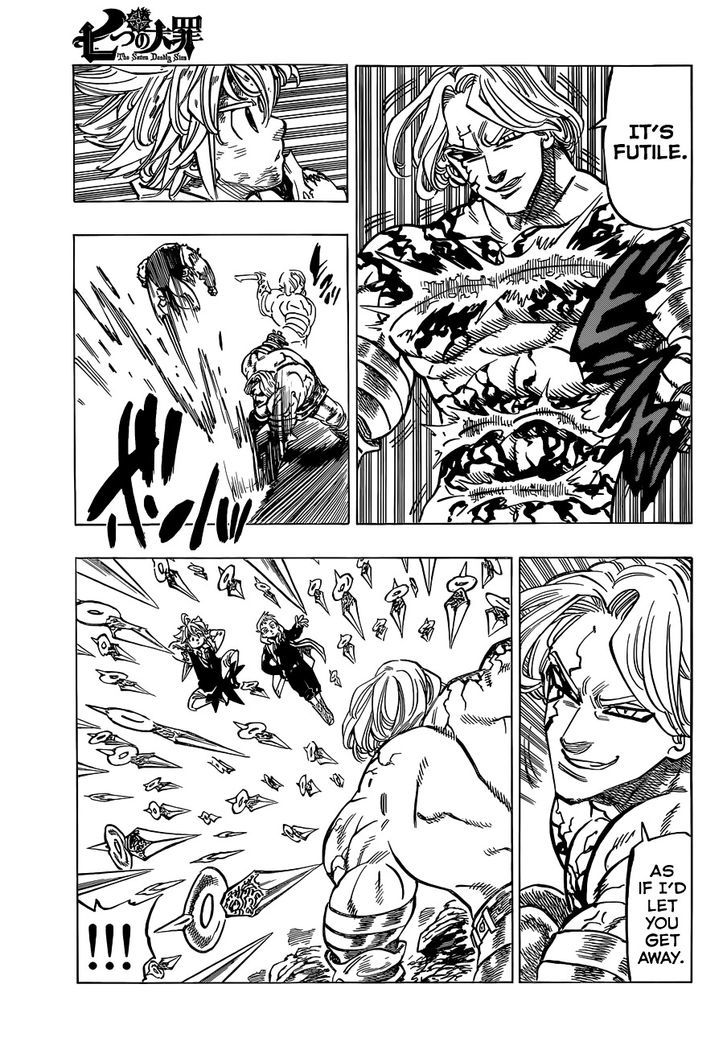 七つの大罪
The Seven Deadly Sins
IT'S
FUTILE.
ザンッ
AS
IF I'D
LET
YOU
GET
AWAY.
!!!